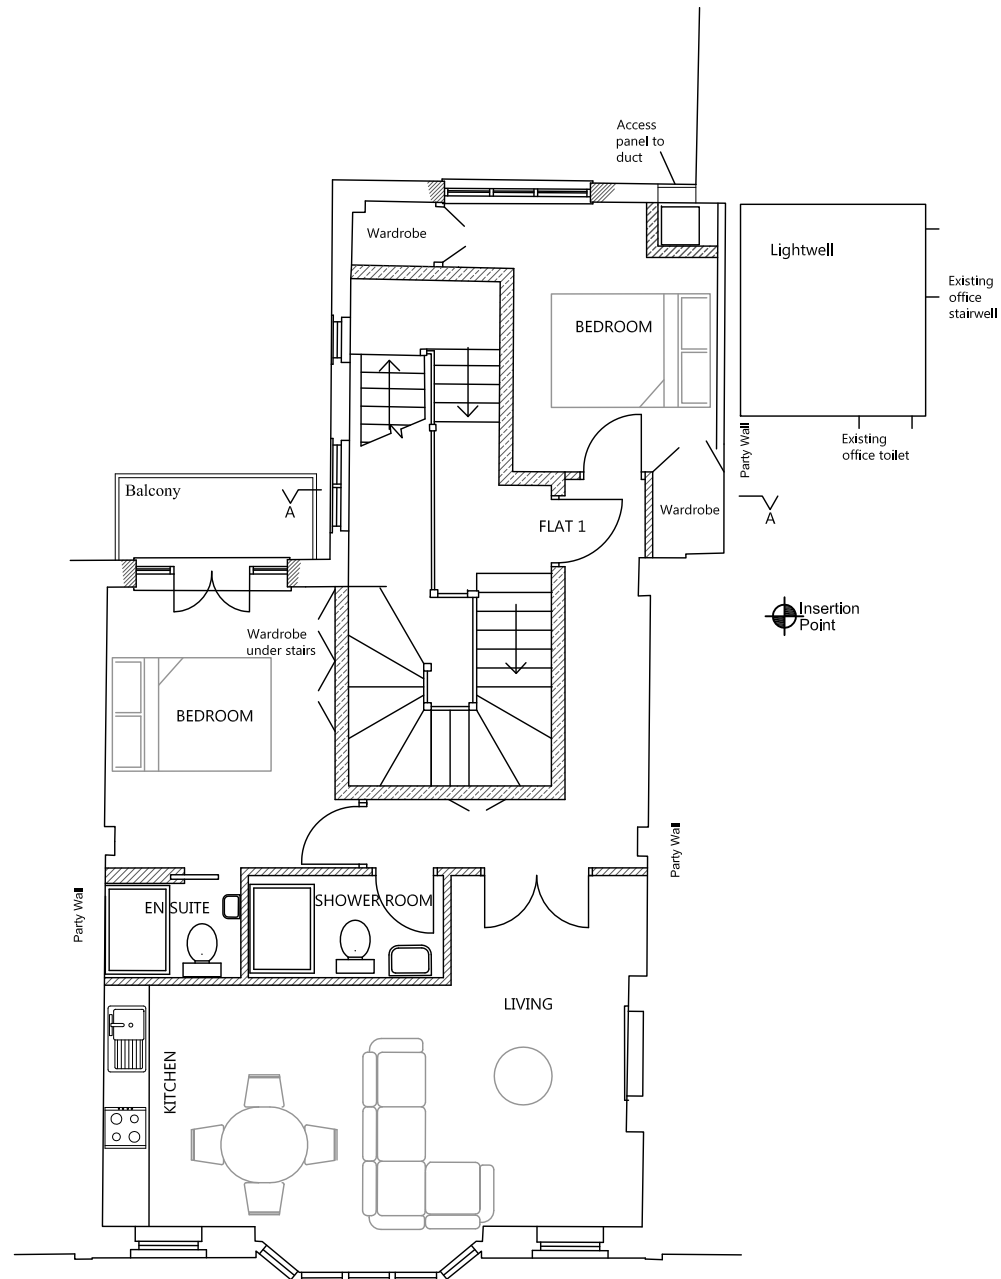 Access
panel to
duct
Wardrobe
Lightwell
Existing
office
stairwell
BEDROOM
Party Wall
Existing
office toilet
Balcony
A
FLAT 1
Wardrobe
A
Insertion
Point
Wardrobe
under stairs
BEDROOM
Party Wall
Party Wall
EN SUITE
SHOWER ROOM
LIVING
KITCHEN